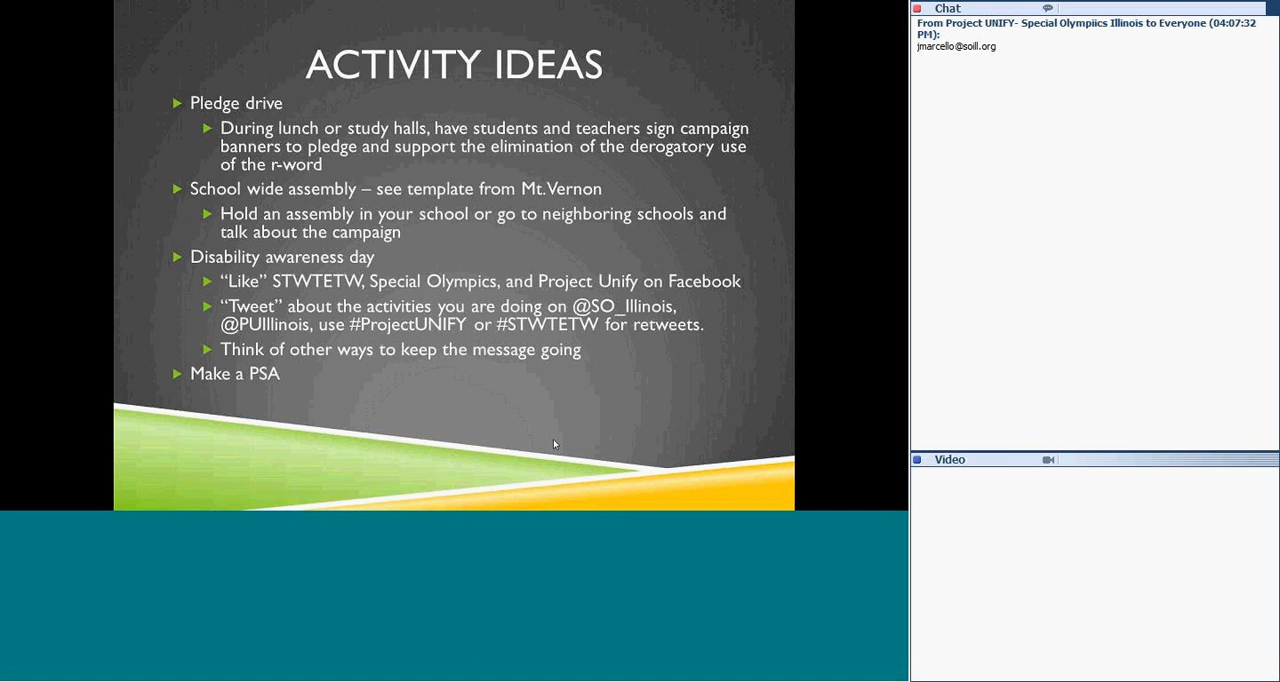 ACTIVITY IDEAS
Pledge drive
During lunch or study halls, have students and teachers sign campaign
banners to pledge and support the elimination of the derogatory use
of the r-word
School wide assembly – see template from Mt. Vernon
Hold an assembly in your school or go to neighboring schools and
talk about the campaign
Disability awareness day
“Like” STWTETW, Special Olympics, and Project Unify on Facebook
“Tweet” about the activities you are doing on @SO_Illinois,
@PUIllinois, use #ProjectUNIFY or #STWTETW for retweets.
Think of other ways to keep the message going
Make a PSA
Chat
From Project UNIFY- Special Olympiics Illinois to Everyone (04:07:32
PM):
jmarcello@soill.org
Video